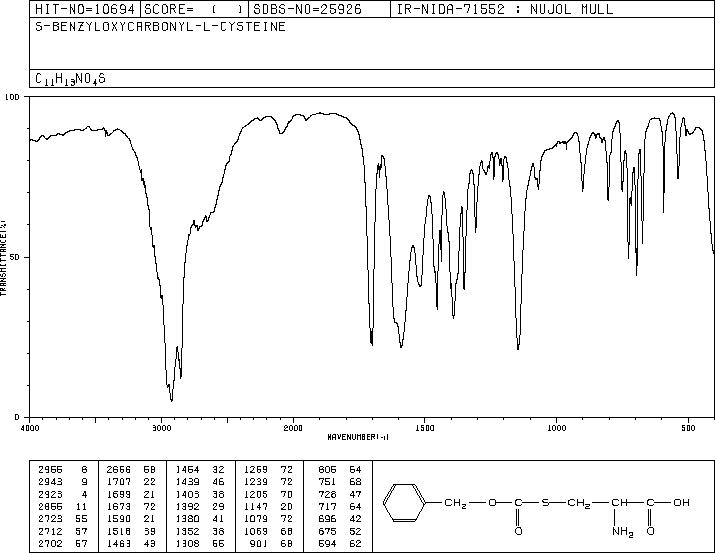 HIT-NO=10694 SCORE= ( ) SDBS-NO=25926 IR-NIDA-71552 : NUJOL MULL
S-BENZYLOXYCARBONYL-L-CYSTEINE
C11H13NO4S
100
50
0
TRANSMITTANCE(%)
4000 3000 2000 1500 1000 500
WAVENUMBER(-1)
2955 6 2656 58 1454 32 1269 72 805 64
2943 9 1707 22 1439 46 1239 72 751 68
2923 4 1699 21 1403 38 1205 70 728 47
2855 11 1673 72 1392 29 1147 20 717 64
2723 55 1590 21 1380 41 1079 72 696 42
2712 57 1518 39 1352 38 1069 68 675 52
2702 57 1463 43 1308 55 901 68 594 62
CH2 O C S CH2 CH C OH
O NH2 O